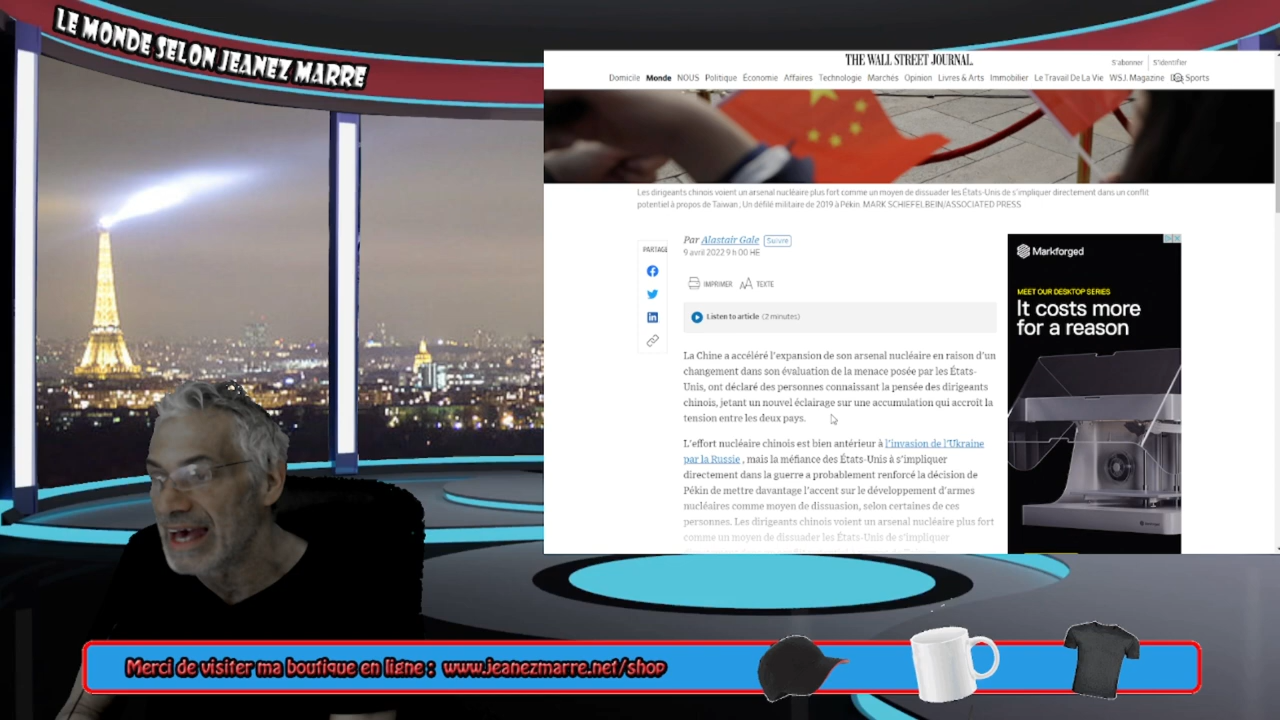 LE MONDE SELON JEANEZ MARRE
THE WALL STREET JOURNAL.
S'abonner S'identifier
Domicile Monde NOUS Politique Économie Affaires Technologie Marchés Opinion Livres & Arts Immobilier Le Travail De La Vie WSJ. Magazine Sports
Les dirigeants chinois voient un arsenal nucléaire plus fort comme un moyen de dissuader les États-Unis de s'impliquer directement dans un conflit
potentiel à propos de Taiwan , Un défilé militaire de 2019 à Pékin. MARK SCHIEFELBEIN/ASSOCIATED PRESS
Par Alastair Gale Suivre
9 avril 2022 9 h 00 HE
PARTAGE
IMPRIMER AA TEXTE
Listen to article (2 minutes)
La Chine a accéléré l'expansion de son arsenal nucléaire en raison d'un
changement dans son évaluation de la menace posée par les États-
Unis, ont déclaré des personnes connaissant la pensée des dirigeants
chinois, jetant un nouvel éclairage sur une accumulation qui accroît la
tension entre les deux pays.
L'effort nucléaire chinois est bien antérieur à l'invasion de l'Ukraine
par la Russie , mais la méfiance des États-Unis à s'impliquer
directement dans la guerre a probablement renforcé la décision de
Pékin de mettre davantage l'accent sur le développement d'armes
nucléaires comme moyen de dissuasion, selon certaines de ces
personnes. Les dirigeants chinois voient un arsenal nucléaire plus fort
comme un moyen de dissuader les États-Unis de s'impliquer
Markforged
MEET OUR DESKTOP SERIES
It costs more
for a reason
Merci de visiter ma boutique en ligne : www.jeanezmarre.net/shop